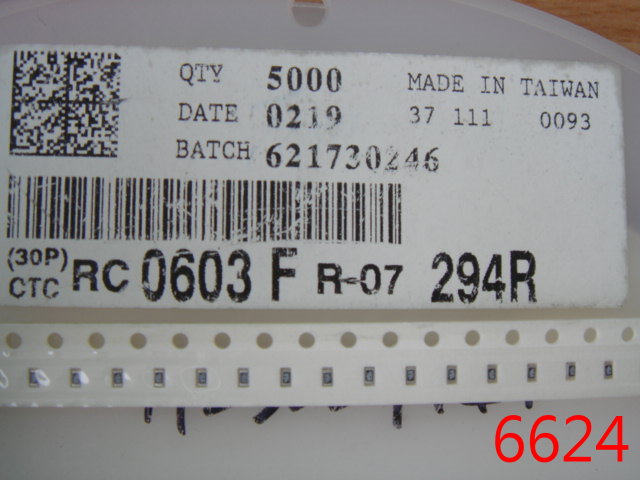 QTY 5000 MADE IN TAIWAN
DATE 0219 37 111 0093
BATCH 621730246
(30P)
CTC RC 0603 F R-07 294R
6624